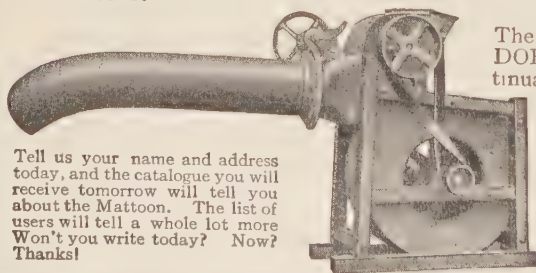 The
DOE
tinua
Tell us your name and address
today, and the catalogue you will
receive tomorrow will tell you
about the Mattoon. The list of
users will tell a whole lot more
Won't you write today? Now?
Thanks!